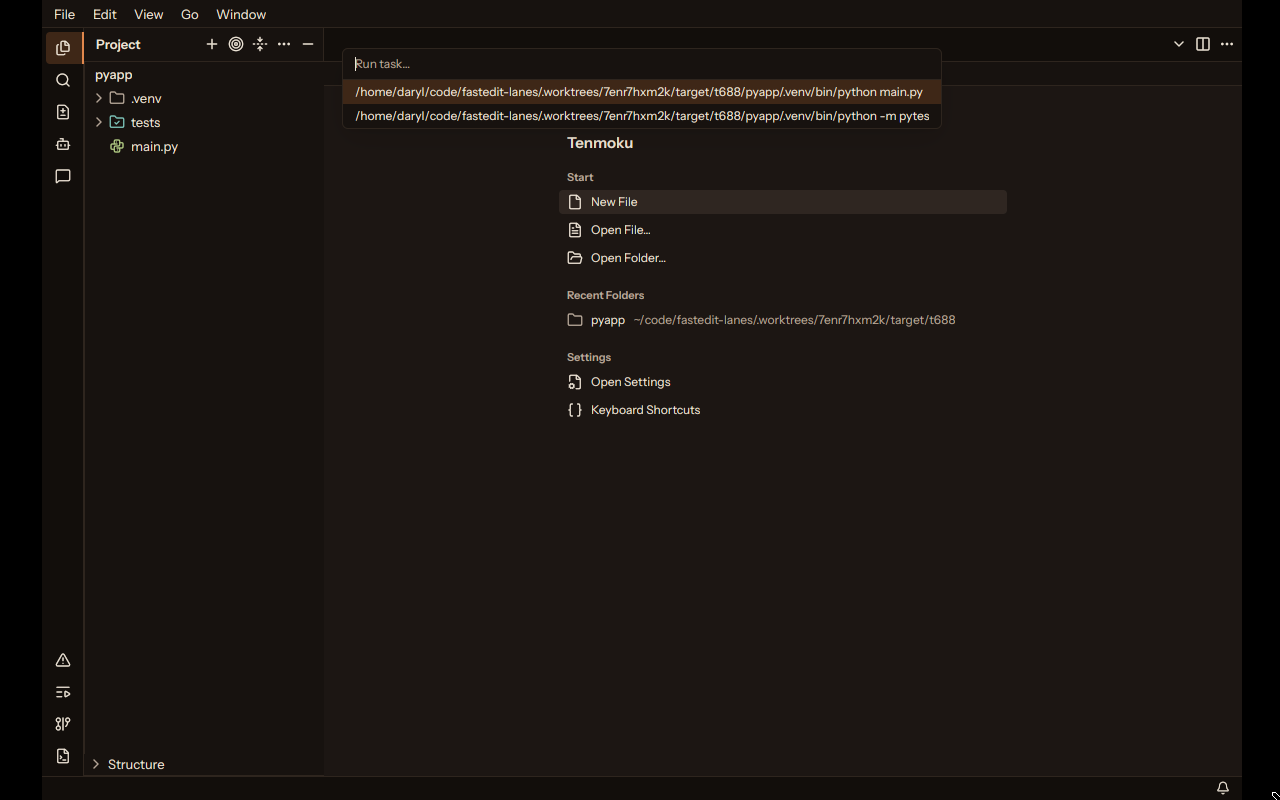 File Edit View Go Window
Project
Run task...
/home/daryl/code/fastedit-lanes/.worktrees/7enr7hxm2k/target/t688/pyapp/.venv/bin/python main.py
/home/daryl/code/fastedit-lanes/.worktrees/7enr7hxm2k/target/t688/pyapp/.venv/bin/python -m pytes
pyapp
.venv
tests
main.py
Tenmoku
Start
New File
Open File...
Open Folder...
Recent Folders
pyapp ~/code/fastedit-lanes/.worktrees/7enr7hxm2k/target/t688
Settings
Open Settings
Keyboard Shortcuts
Structure